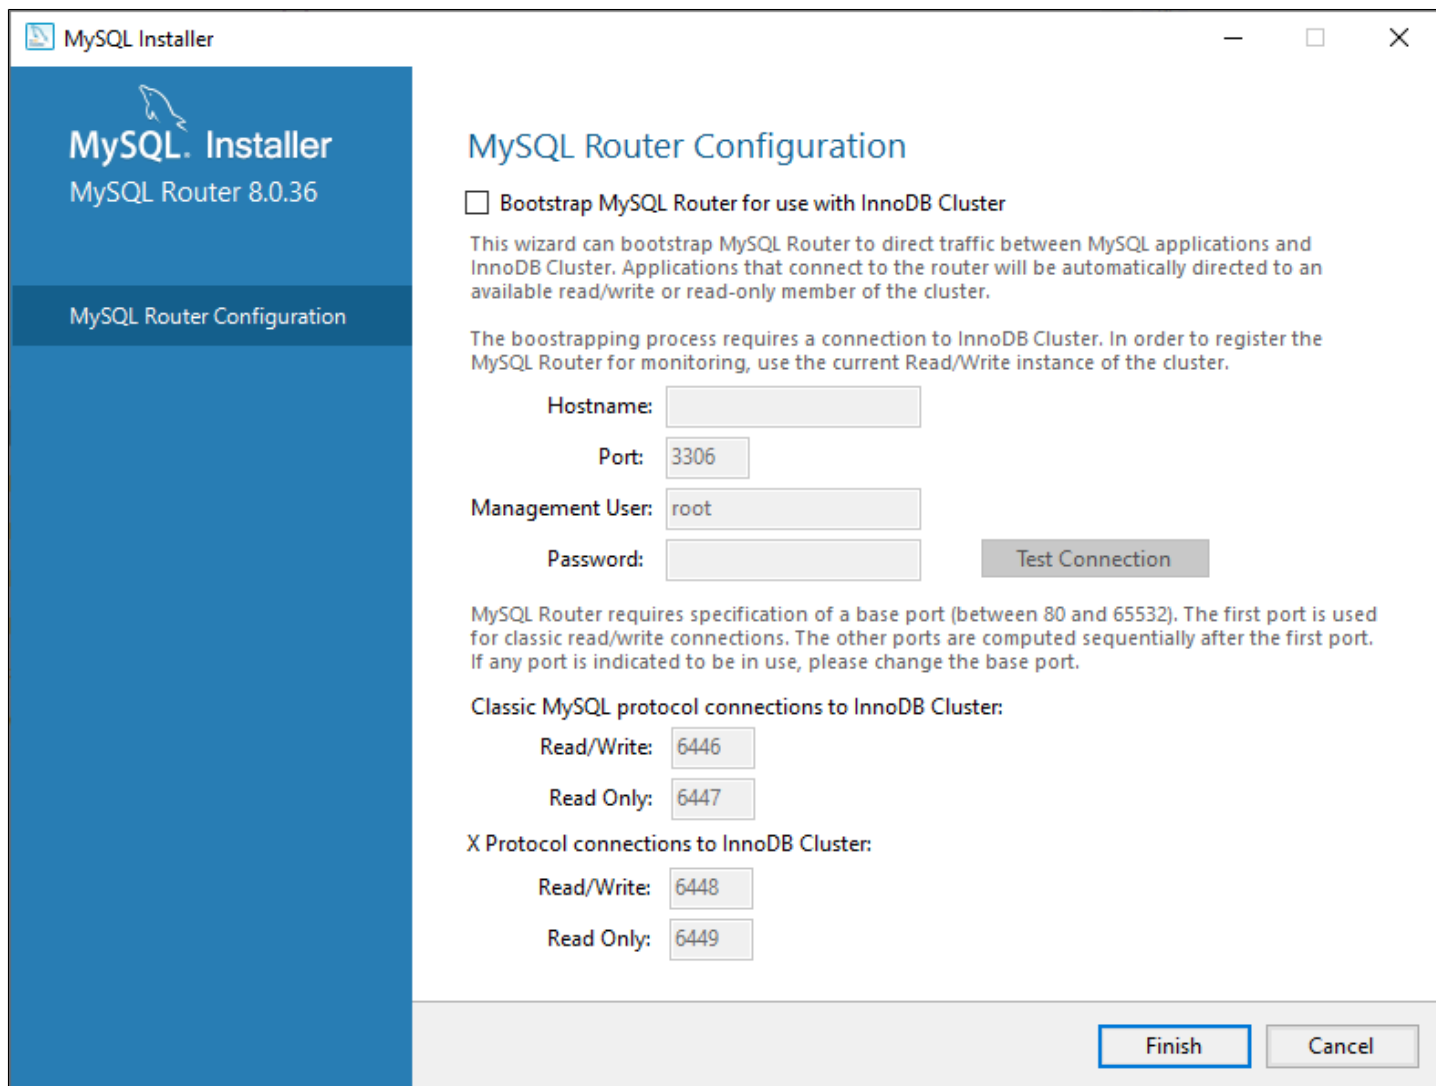 MySQL Installer
MySQL. Installer
MySQL Router 8.0.36
MySQL Router Configuration
MySQL Router Configuration
Bootstrap MySQL Router for use with InnoDB Cluster
This wizard can bootstrap MySQL Router to direct traffic between MySQL applications and
InnoDB Cluster. Applications that connect to the router will be automatically directed to an
available read/write or read-only member of the cluster.
The boostrapping process requires a connection to InnoDB Cluster. In order to register the
MySQL Router for monitoring, use the current Read/Write instance of the cluster.
Hostname:
Port: 3306
Management User: root
Password:
Test Connection
MySQL Router requires specification of a base port (between 80 and 65532). The first port is used
for classic read/write connections. The other ports are computed sequentially after the first port.
If any port is indicated to be in use, please change the base port.
Classic MySQL protocol connections to InnoDB Cluster:
Read/Write: 6446
Read Only: 6447
X Protocol connections to InnoDB Cluster:
Read/Write: 6448
Read Only: 6449
Finish
Cancel